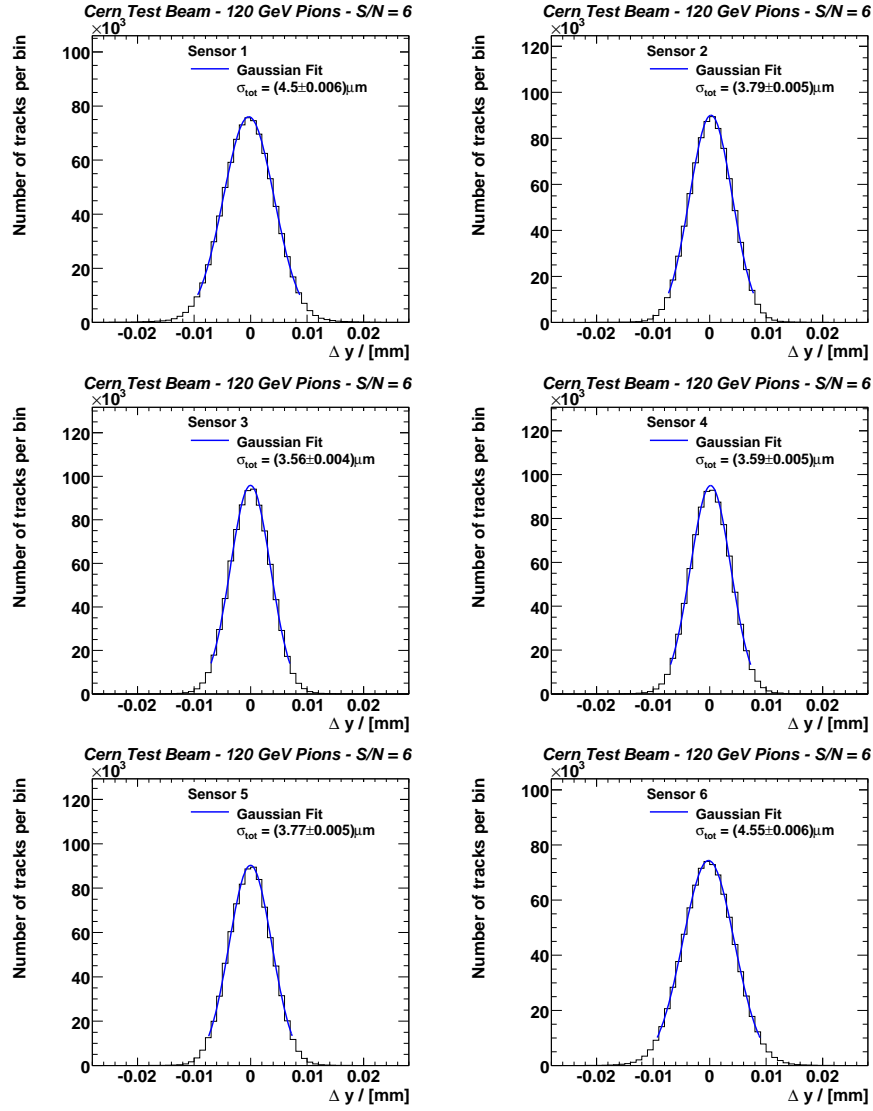 Cern Test Beam - 120 GeV Pions - S/N = 6
×10³
Number of tracks per bin
Sensor 1
Gaussian Fit
σtot = (4.5±0.006)μm
100
80
60
40
20
0
-0.02 -0.01 0 0.01 0.02
Δ y / [mm]
Cern Test Beam - 120 GeV Pions - S/N = 6
×10³
Number of tracks per bin
Sensor 2
Gaussian Fit
σtot = (3.79±0.005)μm
120
100
80
60
40
20
0
-0.02 -0.01 0 0.01 0.02
Δ y / [mm]
Cern Test Beam - 120 GeV Pions - S/N = 6
×10³
Number of tracks per bin
Sensor 3
Gaussian Fit
σtot = (3.56±0.004)μm
120
100
80
60
40
20
0
-0.02 -0.01 0 0.01 0.02
Δ y / [mm]
Cern Test Beam - 120 GeV Pions - S/N = 6
×10³
Number of tracks per bin
Sensor 4
Gaussian Fit
σtot = (3.59±0.005)μm
120
100
80
60
40
20
0
-0.02 -0.01 0 0.01 0.02
Δ y / [mm]
Cern Test Beam - 120 GeV Pions - S/N = 6
×10³
Number of tracks per bin
Sensor 5
Gaussian Fit
σtot = (3.77±0.005)μm
120
100
80
60
40
20
0
-0.02 -0.01 0 0.01 0.02
Δ y / [mm]
Cern Test Beam - 120 GeV Pions - S/N = 6
×10³
Number of tracks per bin
Sensor 6
Gaussian Fit
σtot = (4.55±0.006)μm
100
80
60
40
20
0
-0.02 -0.01 0 0.01 0.02
Δ y / [mm]